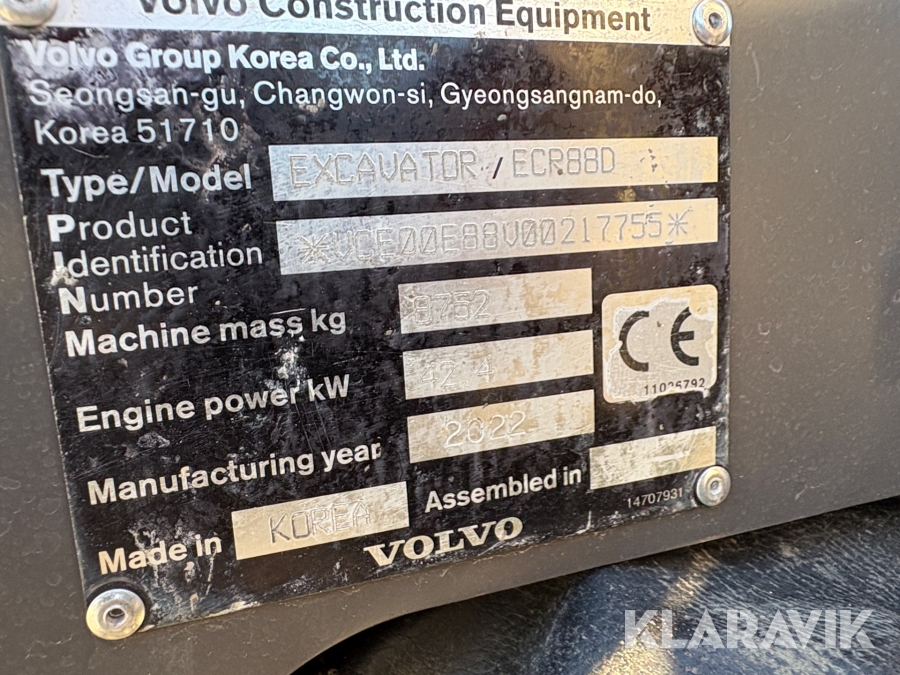 Volvo Construction Equipment
Volvo Group Korea Co., Ltd.
Seongsan-gu, Changwon-si, Gyeongsangnam-do,
Korea 51710
Type/Model EXCAVATOR / ECR88D
Product
Identification *VCE00E88V00217755*
Number
Machine mass kg 8752
Engine power kW 42.4
CE
Manufacturing year 2022
Made in KOREA
Assembled in
14707931
VOLVO
KLARAVIK